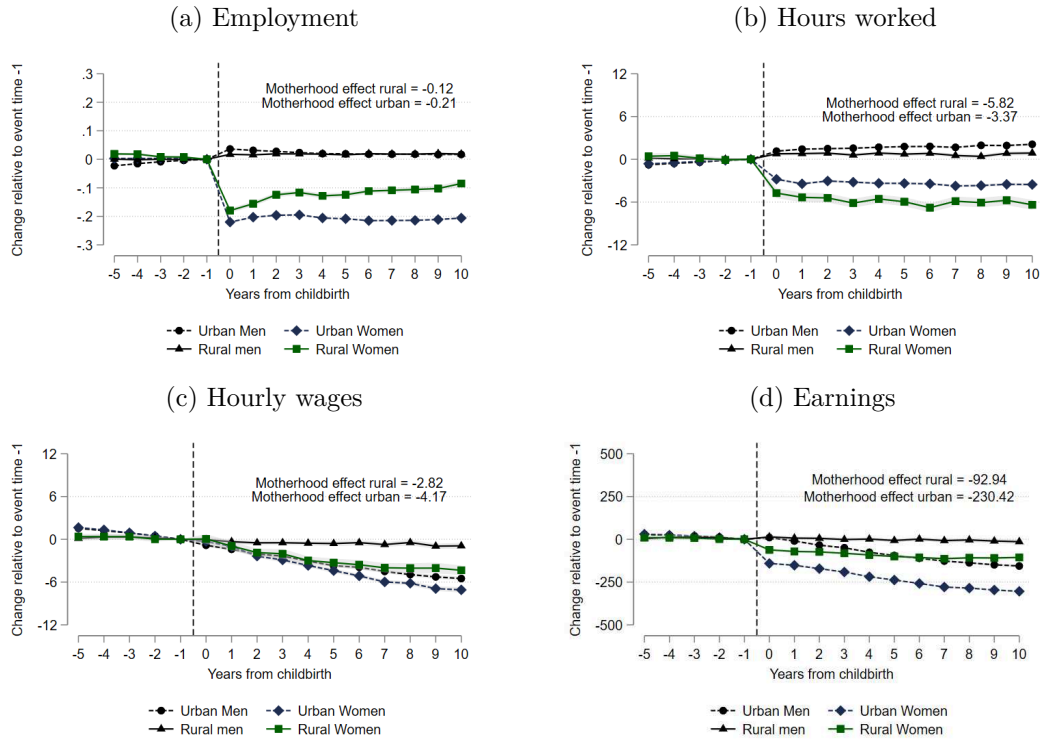 (a) Employment
Change relative to event time -1
.3
.2
.1
0
-.1
-.2
-.3
Motherhood effect rural = -0.12
Motherhood effect urban = -0.21
-5 -4 -3 -2 -1 0 1 2 3 4 5 6 7 8 9 10
Years from childbirth
Urban Men Urban Women
Rural men Rural Women
(b) Hours worked
Change relative to event time -1
12
6
0
-6
-12
Motherhood effect rural = -5.82
Motherhood effect urban = -3.37
-5 -4 -3 -2 -1 0 1 2 3 4 5 6 7 8 9 10
Years from childbirth
Urban Men Urban Women
Rural men Rural Women
(c) Hourly wages
Change relative to event time -1
12
6
0
-6
-12
Motherhood effect rural = -2.82
Motherhood effect urban = -4.17
-5 -4 -3 -2 -1 0 1 2 3 4 5 6 7 8 9 10
Years from childbirth
Urban Men Urban Women
Rural men Rural Women
(d) Earnings
Change relative to event time -1
500
250
0
-250
-500
Motherhood effect rural = -92.94
Motherhood effect urban = -230.42
-5 -4 -3 -2 -1 0 1 2 3 4 5 6 7 8 9 10
Years from childbirth
Urban Men Urban Women
Rural men Rural Women